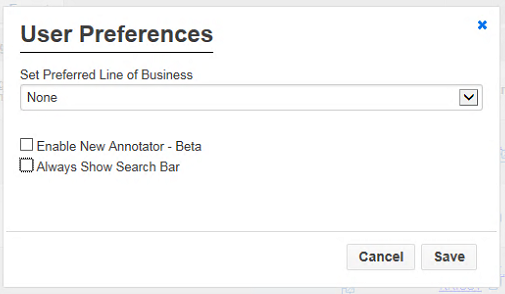 User Preferences
Set Preferred Line of Business
None
Enable New Annotator - Beta
Always Show Search Bar
Cancel
Save